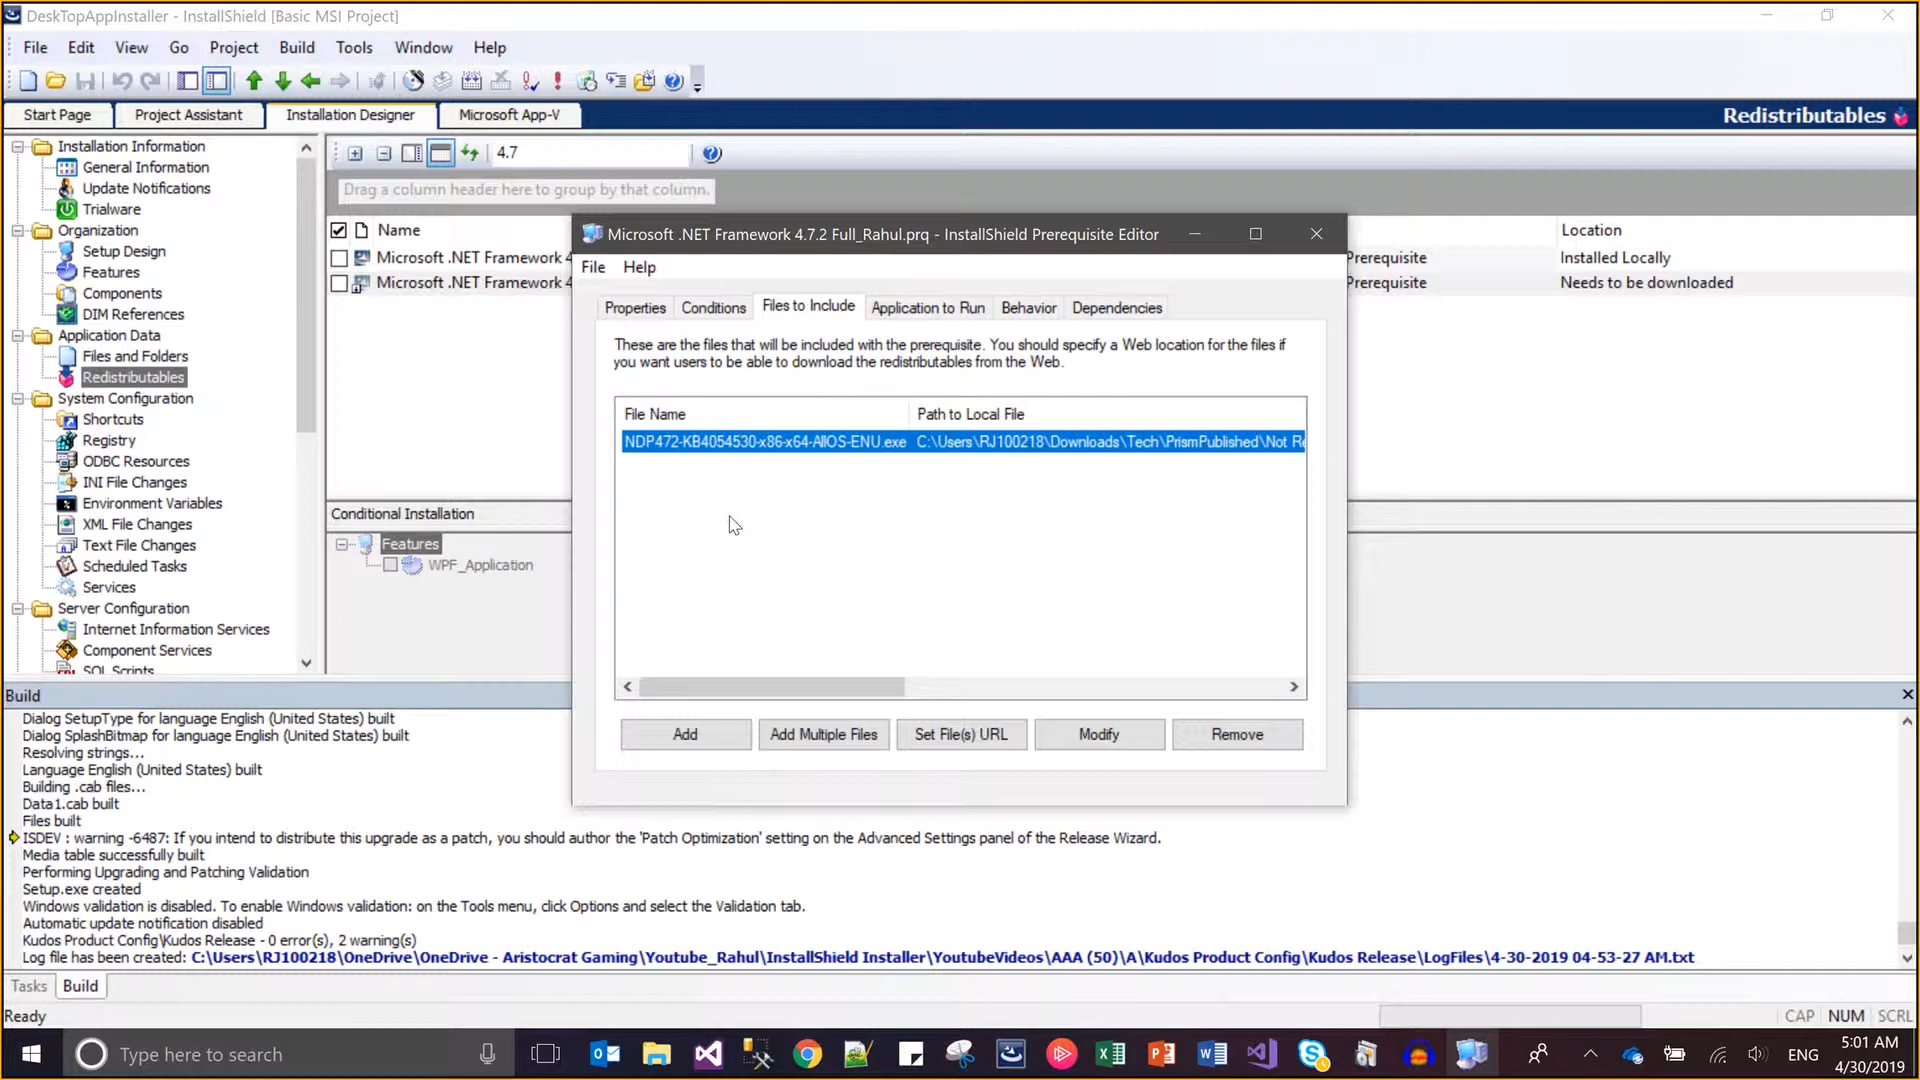 DeskTopAppInstaller - InstallShield [Basic MSI Project]
File Edit View Go Project Build Tools Window Help
Start Page Project Assistant Installation Designer Microsoft App-V Redistributables
Installation Information
General Information
Update Notifications
Trialware
Organization
Setup Design
Features
Components
DIM References
Application Data
Files and Folders
Redistributables
System Configuration
Shortcuts
Registry
ODBC Resources
INI File Changes
Environment Variables
XML File Changes
Text File Changes
Scheduled Tasks
Services
Server Configuration
Internet Information Services
Component Services
SQL Scripts
4.7
Drag a column header here to group by that column.
Name Location
Microsoft .NET Framework 4 Prerequisite Installed Locally
Microsoft .NET Framework 4 Prerequisite Needs to be downloaded
Conditional Installation
Features
WPF_Application
Microsoft .NET Framework 4.7.2 Full_Rahul.prq - InstallShield Prerequisite Editor
File Help
Properties Conditions Files to Include Application to Run Behavior Dependencies
These are the files that will be included with the prerequisite. You should specify a Web location for the files if
you want users to be able to download the redistributables from the Web.
File Name Path to Local File
NDP472-KB4054530-x86-x64-AllOS-ENU.exe C:\Users\RJ100218\Downloads\Tech\PrismPublished\Not Re
Add Add Multiple Files Set File(s) URL Modify Remove
Build
Dialog SetupType for language English (United States) built
Dialog SplashBitmap for language English (United States) built
Resolving strings...
Language English (United States) built
Building .cab files...
Data1.cab built
Files built
ISDEV : warning -6487: If you intend to distribute this upgrade as a patch, you should author the 'Patch Optimization' setting on the Advanced Settings panel of the Release Wizard.
Media table successfully built
Performing Upgrading and Patching Validation
Setup.exe created
Windows validation is disabled. To enable Windows validation: on the Tools menu, click Options and select the Validation tab.
Automatic update notification disabled
Kudos Product Config\Kudos Release - 0 error(s), 2 warning(s)
Log file has been created: C:\Users\RJ100218\OneDrive\OneDrive - Aristocrat Gaming\Youtube_Rahul\InstallShield Installer\YoutubeVideos\AAA (50)\A\Kudos Product Config\Kudos Release\LogFiles\4-30-2019 04-53-27 AM.txt
Tasks Build
Ready CAP NUM SCRL
Type here to search ENG 5:01 AM
4/30/2019